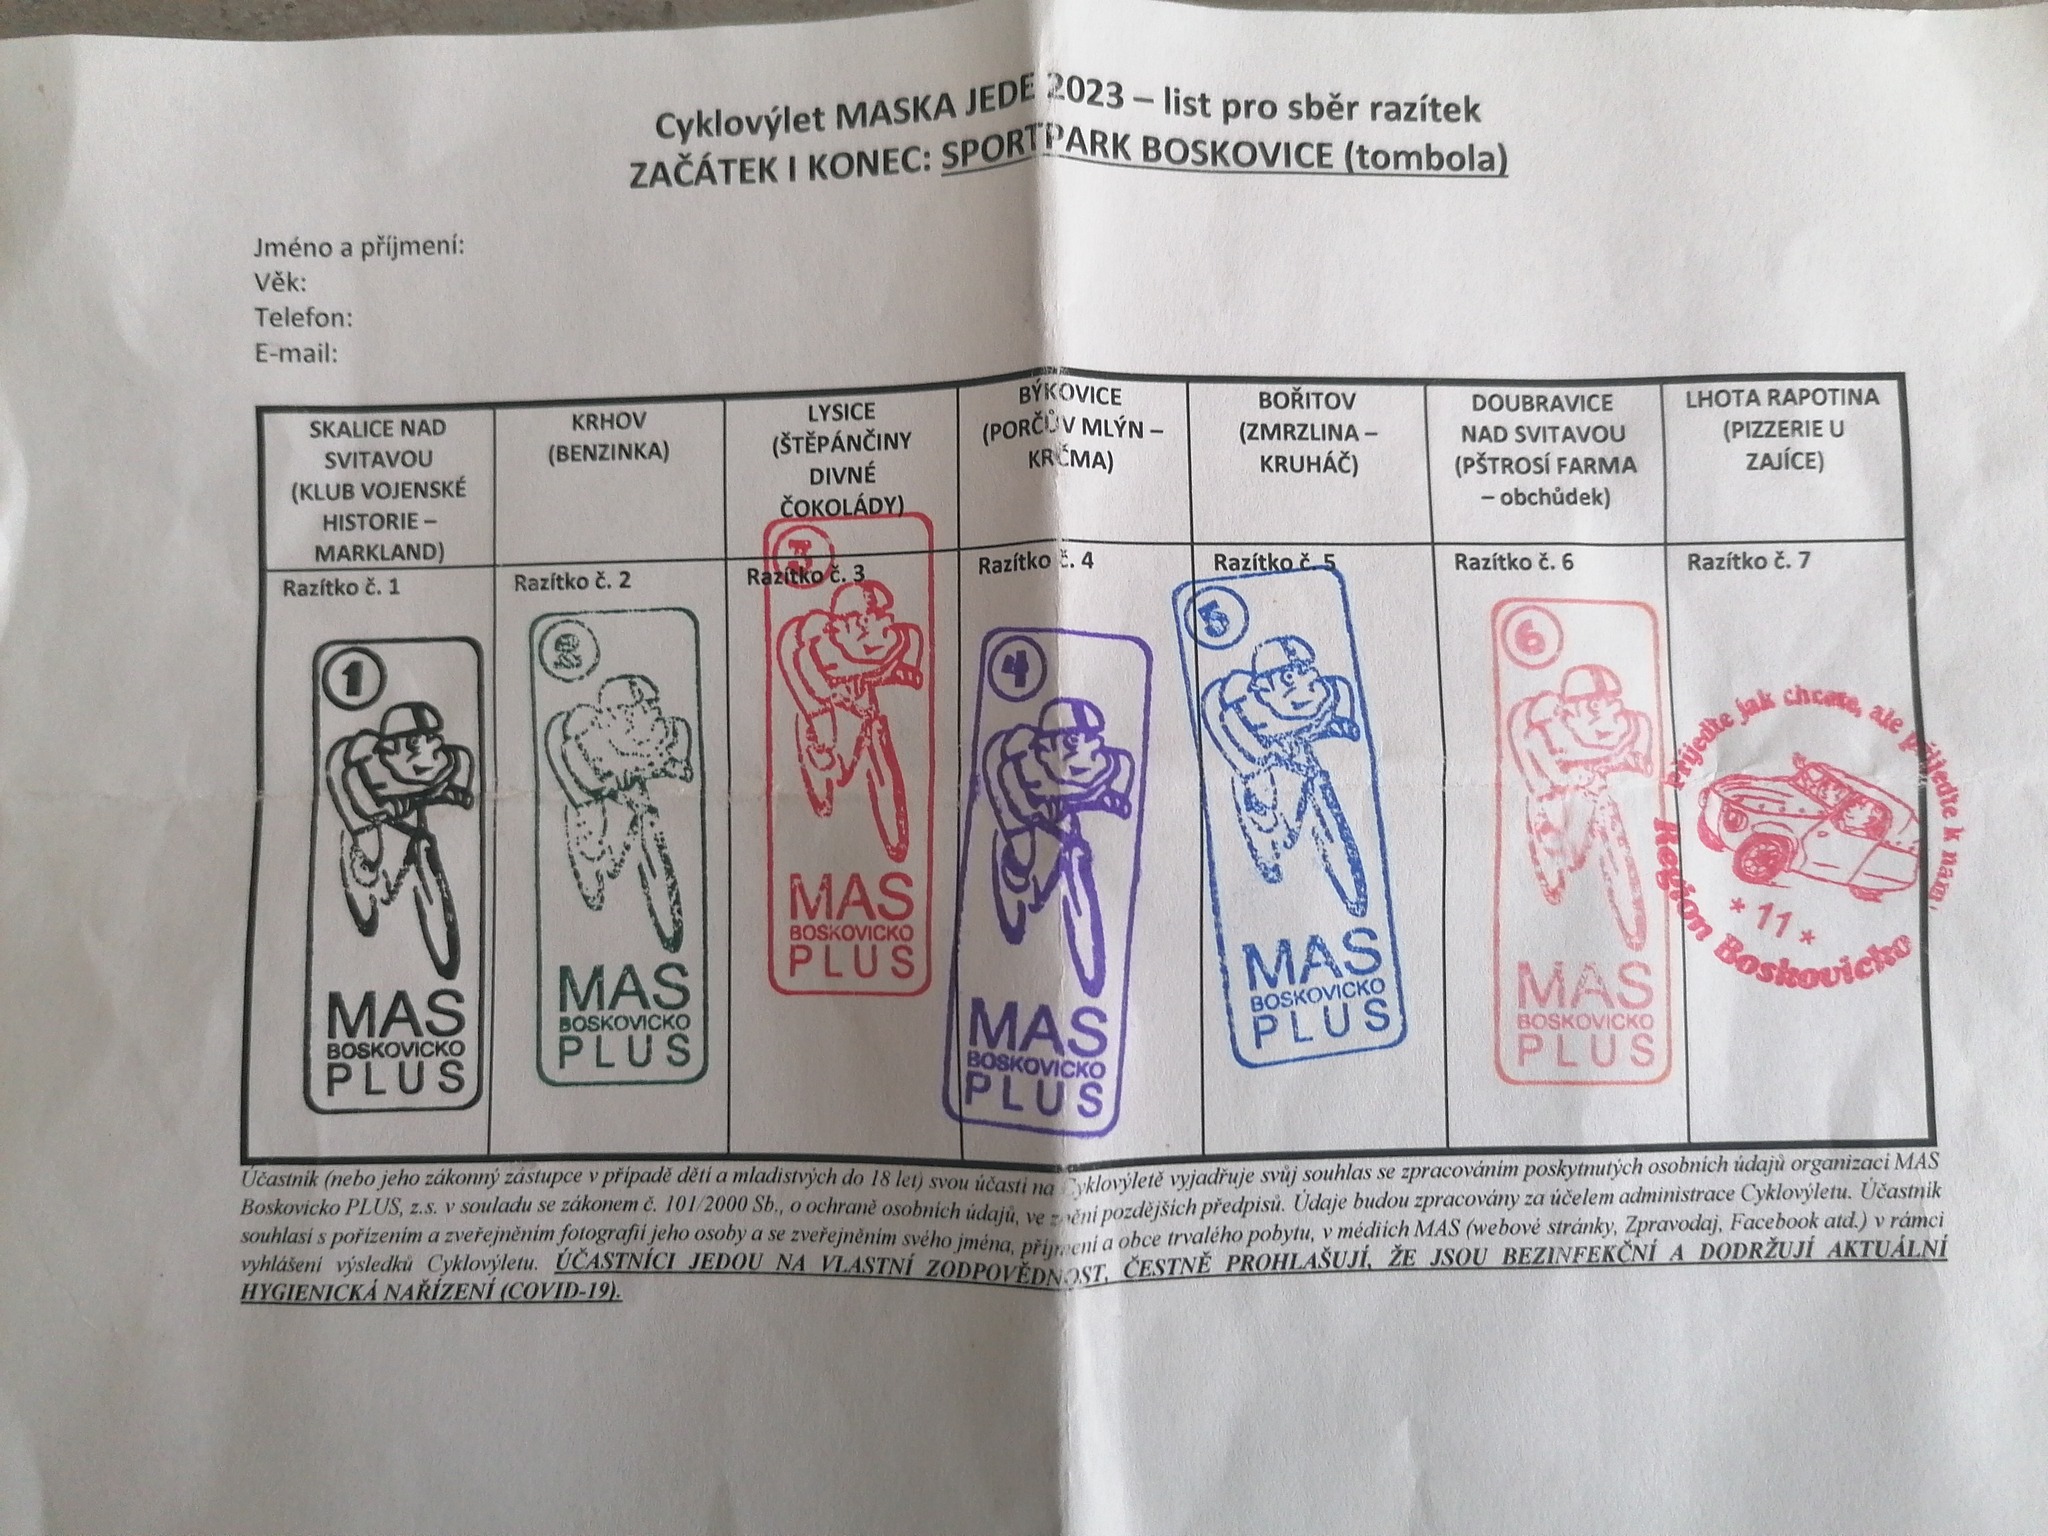 Cyklovýlet MASKA JEDE 2023 – list pro sběr razítek
ZAČÁTEK I KONEC: SPORTPARK BOSKOVICE (tombola)
Jméno a příjmení:
Věk:
Telefon:
E-mail:
SKALICE NAD
SVITAVOU
(KLUB VOJENSKÉ
HISTORIE –
MARKLAND)
KRHOV
(BENZINKA)
LYSICE
(ŠTĚPÁNČINY
DIVNÉ
ČOKOLÁDY)
BÝKOVICE
(PORČŮV MLÝN –
KRČMA)
BOŘITOV
(ZMRZLINA –
KRUHÁČ)
DOUBRAVICE
NAD SVITAVOU
(PŠTROSÍ FARMA
– obchůdek)
LHOTA RAPOTINA
(PIZZERIE U
ZAJÍCE)
Razítko č. 1
1
MAS
BOSKOVICKO
PLUS
Razítko č. 2
2
MAS
BOSKOVICKO
PLUS
Razítko č. 3
3
MAS
BOSKOVICKO
PLUS
Razítko č. 4
4
MAS
BOSKOVICKO
PLUS
Razítko č. 5
5
MAS
BOSKOVICKO
PLUS
Razítko č. 6
6
MAS
BOSKOVICKO
PLUS
Razítko č. 7
Přijeďte jak chcete, ale přijeďte k nám,
* 11 *
Region Boskovicko
Účastník (nebo jeho zákonný zástupce v případě dětí a mladistvých do 18 let) svou účastí na Cyklovýletě vyjadřuje svůj souhlas se zpracováním poskytnutých osobních údajů organizací MAS
Boskovicko PLUS, z.s. v souladu se zákonem č. 101/2000 Sb., o ochraně osobních údajů, ve znění pozdějších předpisů. Údaje budou zpracovány za účelem administrace Cyklovýletu. Účastník
souhlasí s pořízením a zveřejněním fotografií jeho osoby a se zveřejněním svého jména, příjmení a obce trvalého pobytu, v médiích MAS (webové stránky, Zpravodaj, Facebook atd.) v rámci
vyhlášení výsledků Cyklovýletu. ÚČASTNÍCI JEDOU NA VLASTNÍ ZODPOVĚDNOST, ČESTNĚ PROHLAŠUJÍ, ŽE JSOU BEZINFEKČNÍ A DODRŽUJÍ AKTUÁLNÍ
HYGIENICKÁ NAŘÍZENÍ (COVID-19).